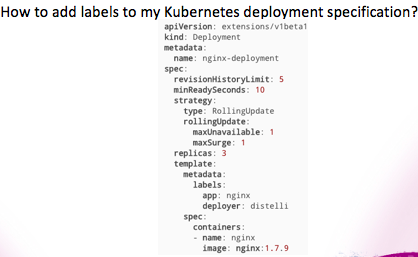 How to add labels to my Kubernetes deployment specification?
apiVersion: extensions/v1beta1
kind: Deployment
metadata:
  name: nginx-deployment
spec:
  revisionHistoryLimit: 5
  minReadySeconds: 10
  strategy:
    type: RollingUpdate
    rollingUpdate:
      maxUnavailable: 1
      maxSurge: 1
  replicas: 3
  template:
    metadata:
      labels:
        app: nginx
        deployer: distelli
    spec:
      containers:
      - name: nginx
        image: nginx:1.7.9